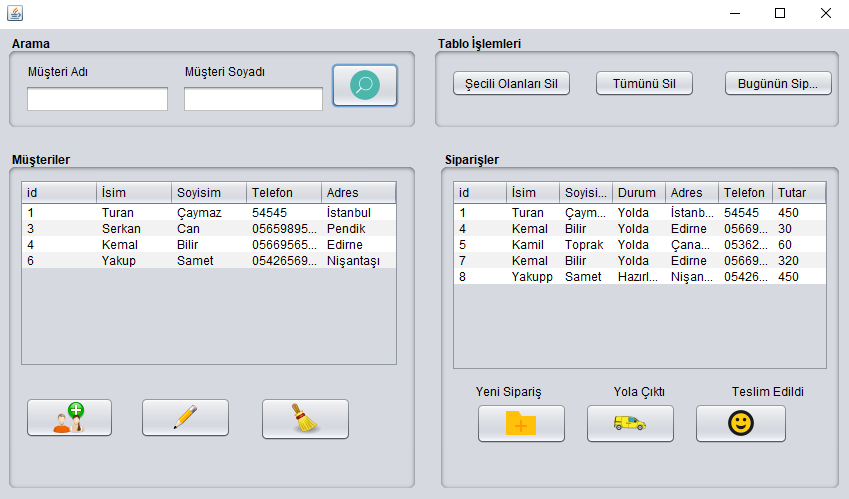 Arama
Müşteri Adı
Müşteri Soyadı
Tablo İşlemleri
Şecili Olanları Sil
Tümünü Sil
Bugünün Sip...
Müşteriler
id İsim Soyisim Telefon Adres
1 Turan Çaymaz 54545 İstanbul
3 Serkan Can 05659895... Pendik
4 Kemal Bilir 05669565... Edirne
6 Yakup Samet 05426569... Nişantaşı
Siparişler
id İsim Soyisi... Durum Adres Telefon Tutar
1 Turan Çaym... Yolda İstanb... 54545 450
4 Kemal Bilir Yolda Edirne 05669... 30
5 Kamil Toprak Yolda Çana... 05362... 60
7 Kemal Bilir Yolda Edirne 05669... 320
8 Yakupp Samet Hazırl... Nişan... 05426... 450
Yeni Sipariş
Yola Çıktı
Teslim Edildi